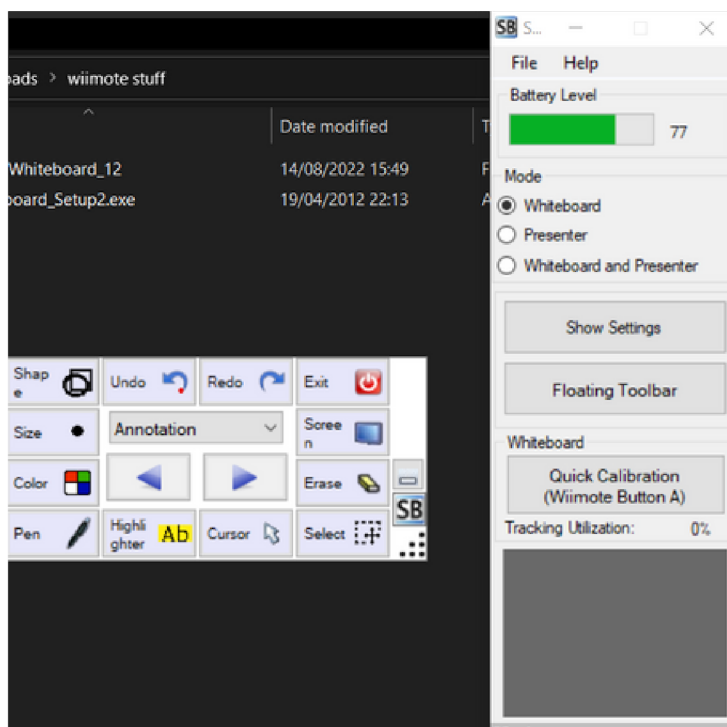 SB S...
File Help
oads > wiimote stuff
Battery Level
77
Date modified
T
Whiteboard_12 14/08/2022 15:49 F
board_Setup2.exe 19/04/2012 22:13 A
Mode
Whiteboard
Presenter
Whiteboard and Presenter
Show Settings
Floating Toolbar
Shap
e
Undo
Redo
Exit
Size
Annotation
Scree
n
Color
Erase
Pen
Highli
ghter
Ab
Cursor
Select
SB
Whiteboard
Quick Calibration
(Wiimote Button A)
Tracking Utilization: 0%